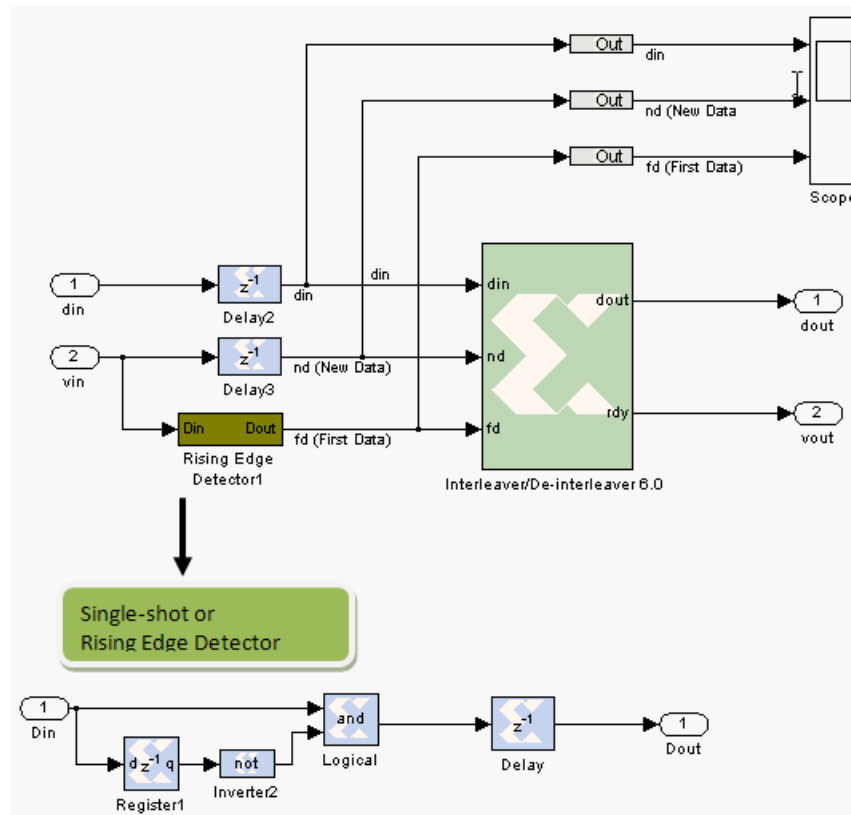 Out
din
Out
nd (New Data
Out
fd (First Data)
Scope
1
din
z-1
din
din
Delay2
2
vin
z-1
nd (New Data)
Delay3
Din Dout
fd (First Data)
Rising Edge
Detector1
din
nd
fd
dout
rdy
Interleaver/De-interleaver 6.0
1
dout
2
vout
Single-shot or
Rising Edge Detector
1
Din
d z-1 q
Register1
not
Inverter2
and
Logical
z-1
Delay
1
Dout